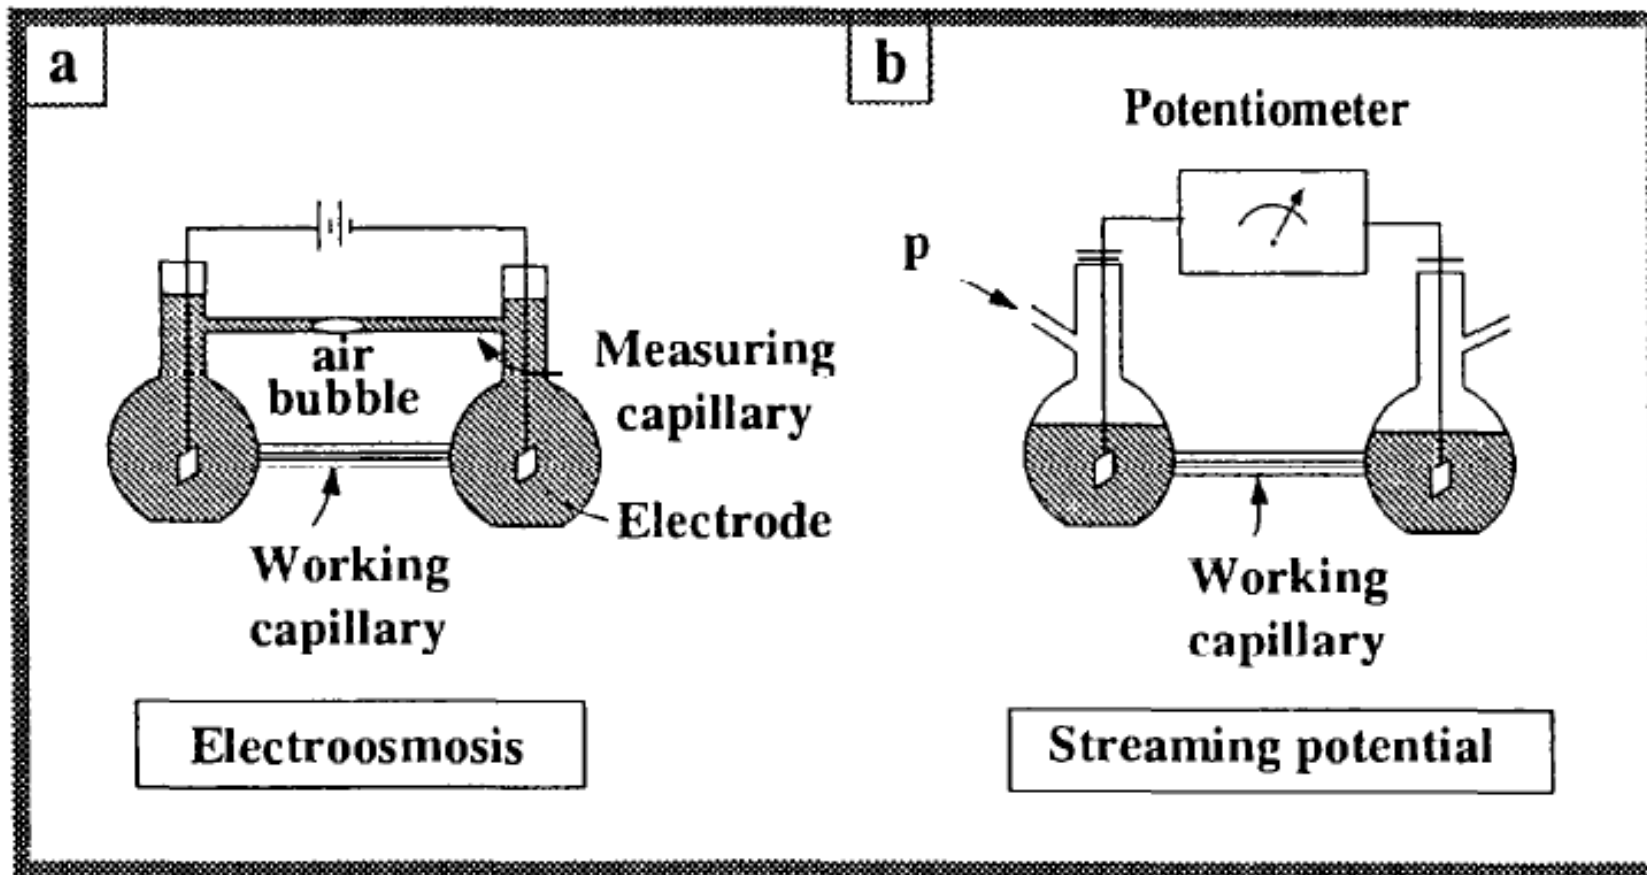 a
air
bubble
Measuring
capillary
Electrode
Working
capillary
Electroosmosis
b
Potentiometer
p
Working
capillary
Streaming potential